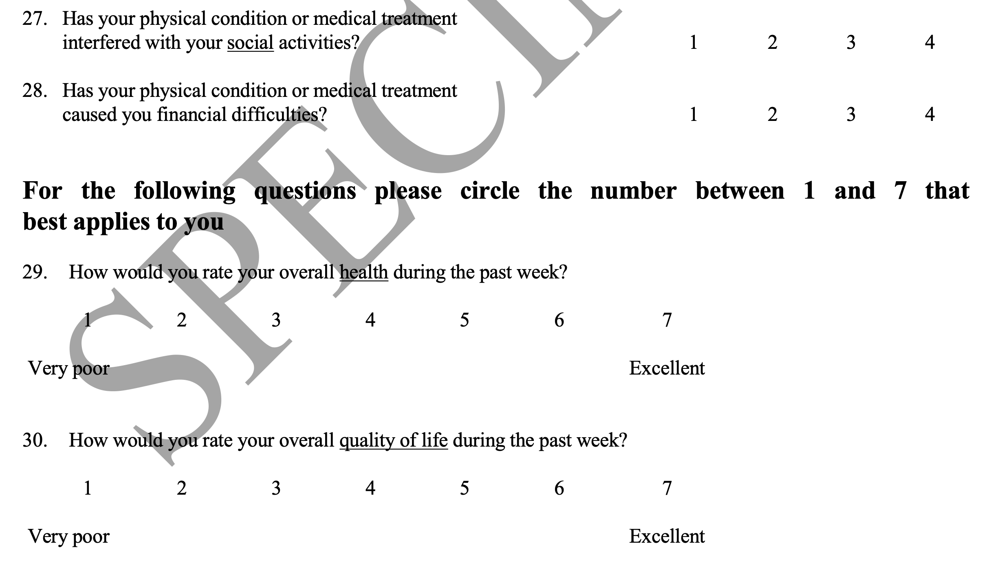 27. Has your physical condition or medical treatment
interfered with your social activities? 1 2 3 4
28. Has your physical condition or medical treatment
caused you financial difficulties? 1 2 3 4
For the following questions please circle the number between 1 and 7 that
best applies to you
29. How would you rate your overall health during the past week?
1 2 3 4 5 6 7
Very poor Excellent
30. How would you rate your overall quality of life during the past week?
1 2 3 4 5 6 7
Very poor Excellent
SPECI